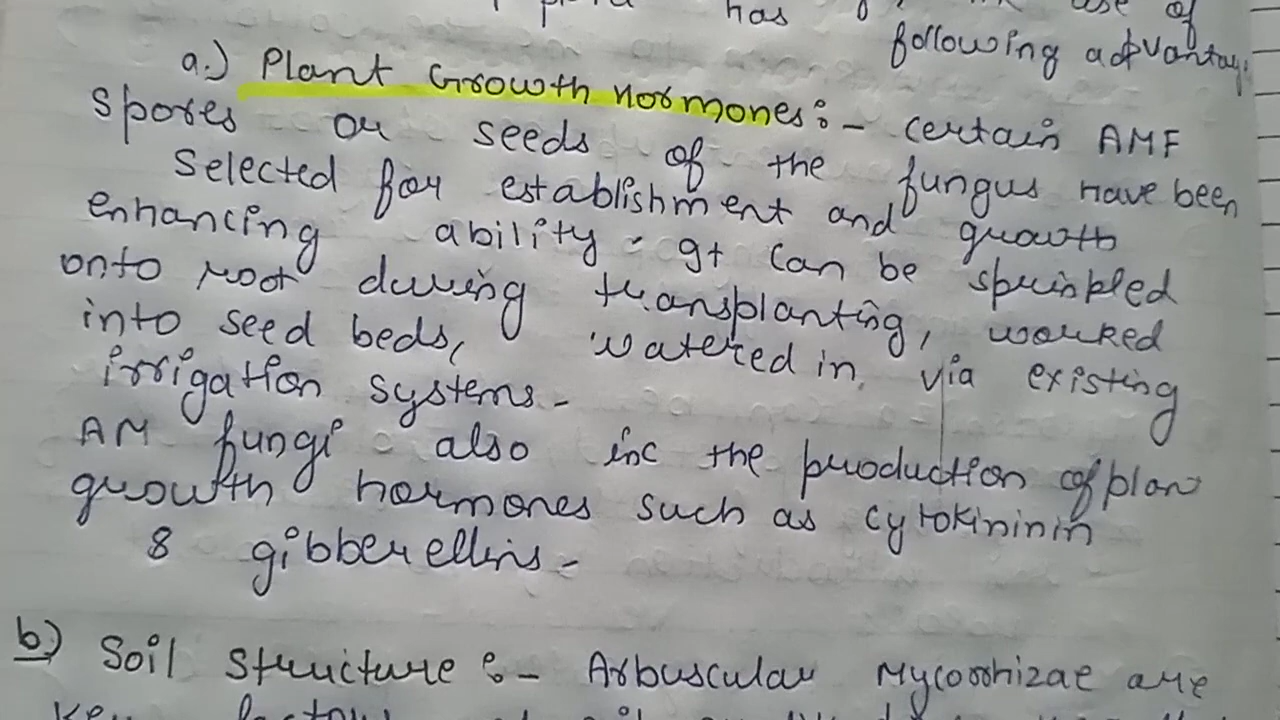 has use of
following advantag
a.) Plant Growth Hormones :- certain AMF
spores or seeds of the fungus have been
selected for establishment and growth
enhancing ability. It can be sprinkled
onto root during transplanting, worked
into seed beds, watered in via existing
irrigation systems-
AM fungi also inc the production of plan
growth hormones such as cytokininin
& gibberellins-
b) Soil Structure :- Arbuscular Mycorrhizae are